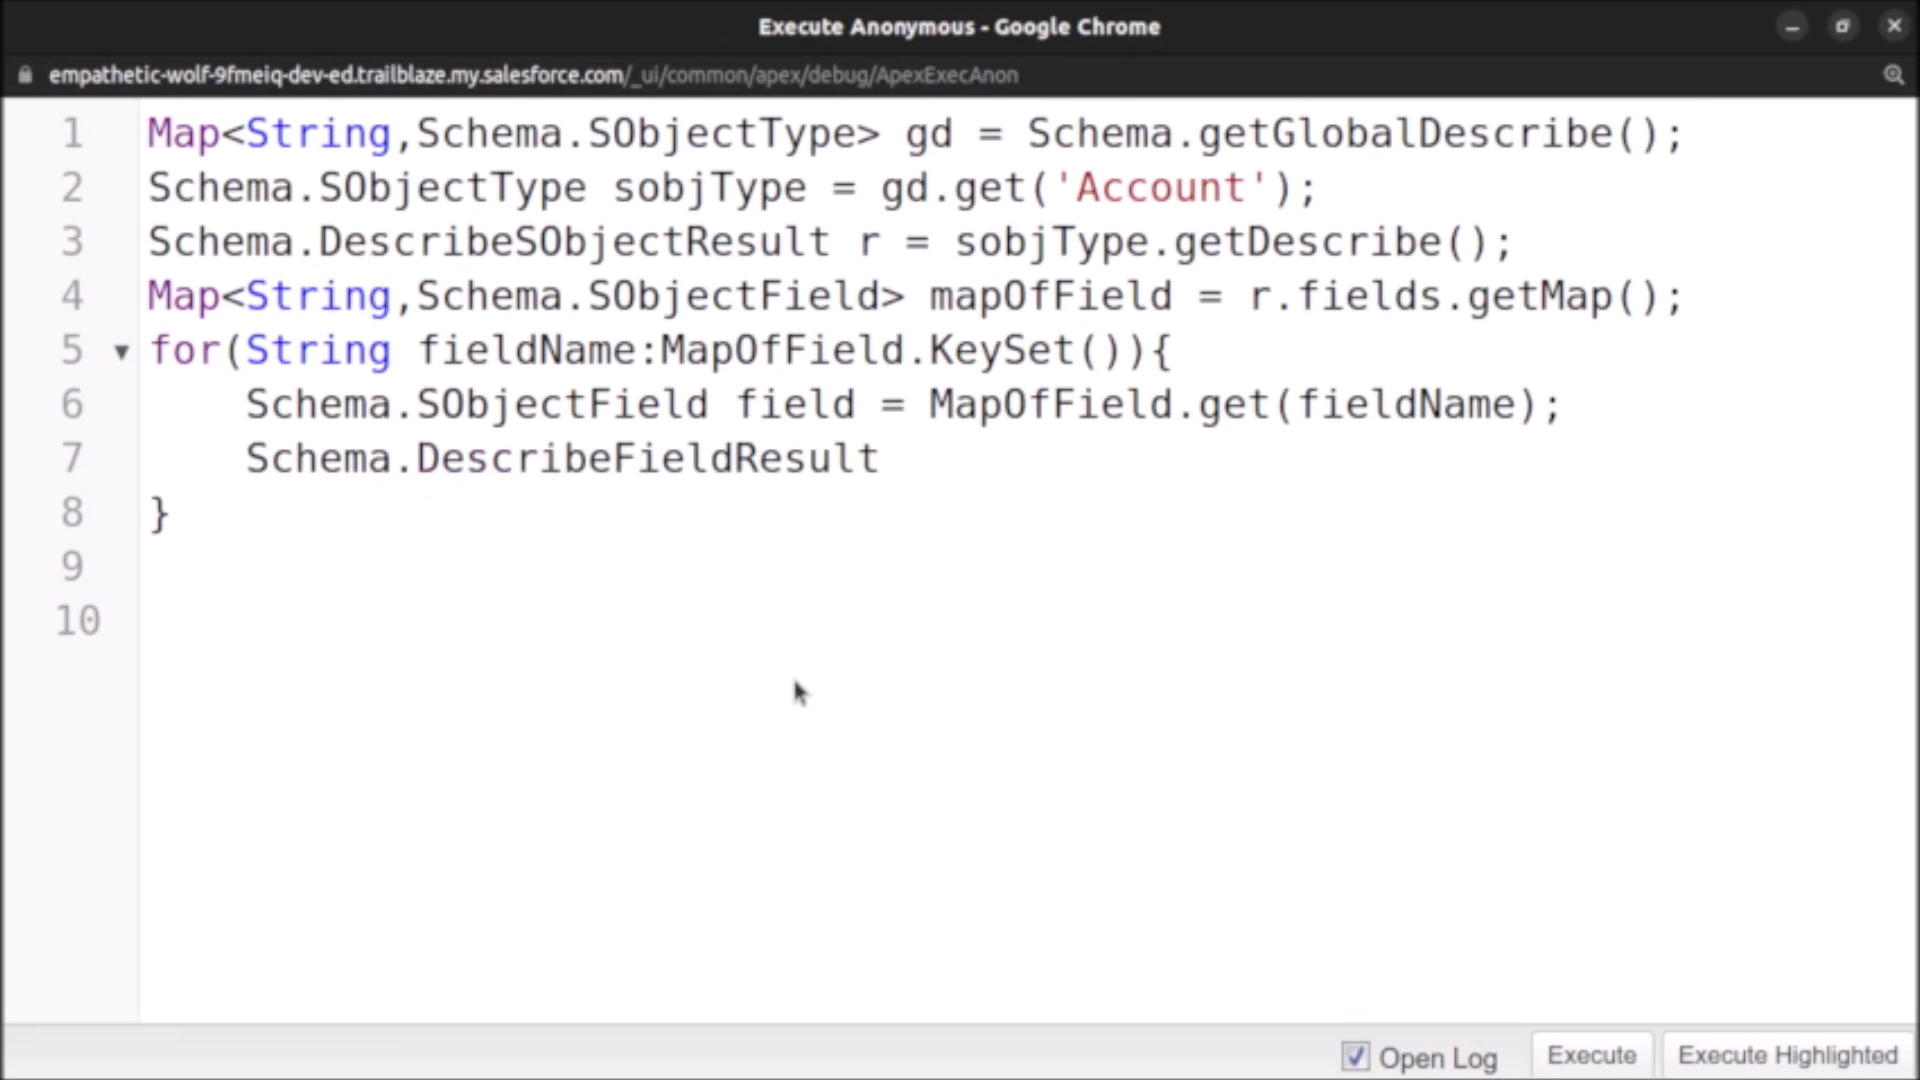 Execute Anonymous - Google Chrome
empathetic-wolf-9fmeiq-dev-ed.trailblaze.my.salesforce.com/_ui/common/apex/debug/ApexExecAnon
1 Map<String,Schema.SObjectType> gd = Schema.getGlobalDescribe();
2 Schema.SObjectType sobjType = gd.get('Account');
3 Schema.DescribeSObjectResult r = sobjType.getDescribe();
4 Map<String,Schema.SObjectField> mapOfField = r.fields.getMap();
5 for(String fieldName:MapOfField.KeySet()){
6 Schema.SObjectField field = MapOfField.get(fieldName);
7 Schema.DescribeFieldResult
8 }
9
10
Open Log Execute Execute Highlighted